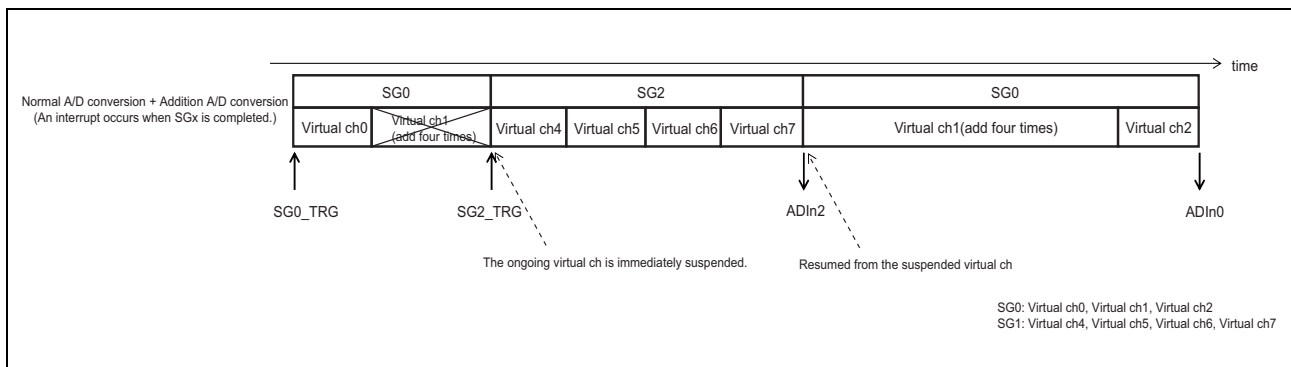 time
Normal A/D conversion + Addition A/D conversion
(An interrupt occurs when SGx is completed.)
SG0
SG2
SG0
Virtual ch0
Virtual ch1
(add four times)
Virtual ch4
Virtual ch5
Virtual ch6
Virtual ch7
Virtual ch1(add four times)
Virtual ch2
SG0_TRG
SG2_TRG
ADIn2
ADIn0
The ongoing virtual ch is immediately suspended.
Resumed from the suspended virtual ch
SG0: Virtual ch0, Virtual ch1, Virtual ch2
SG1: Virtual ch4, Virtual ch5, Virtual ch6, Virtual ch7